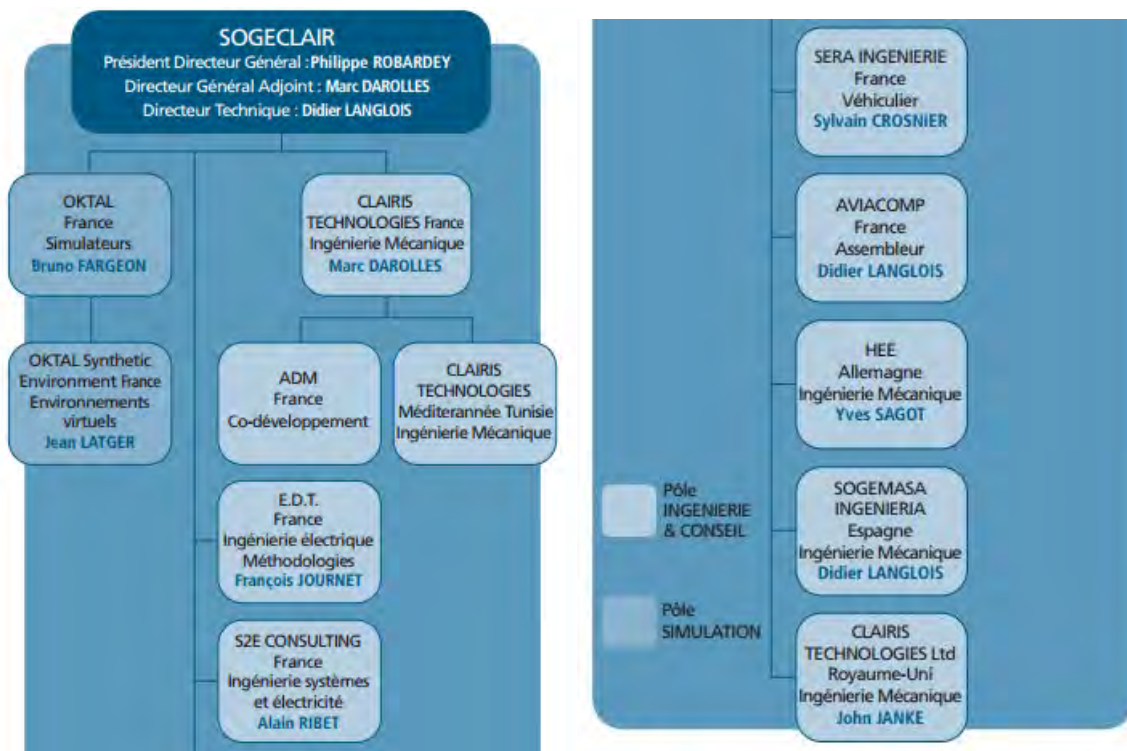 SOGECLAIR
Président Directeur Général : Philippe ROBARDEY
Directeur Général Adjoint : Marc DAROLLES
Directeur Technique : Didier LANGLOIS
OKTAL
France
Simulateurs
Bruno FARGEON
CLAIRIS
TECHNOLOGIES France
Ingénierie Mécanique
Marc DAROLLES
OKTAL Synthetic
Environment France
Environnements
virtuels
Jean LATGER
ADM
France
Co-développement
CLAIRIS
TECHNOLOGIES
Méditerannée Tunisie
Ingénierie Mécanique
E.D.T.
France
Ingénierie électrique
Méthodologies
François JOURNET
S2E CONSULTING
France
Ingénierie systèmes
et électricité
Alain RIBET
SERA INGENIERIE
France
Véhiculier
Sylvain CROSNIER
AVIACOMP
France
Assembleur
Didier LANGLOIS
HEE
Allemagne
Ingénierie Mécanique
Yves SAGOT
SOGEMASA
INGENIERIA
Espagne
Ingénierie Mécanique
Didier LANGLOIS
CLAIRIS
TECHNOLOGIES Ltd
Royaume-Uni
Ingénierie Mécanique
John JANKE
Pôle
INGENIERIE
& CONSEIL
Pôle
SIMULATION